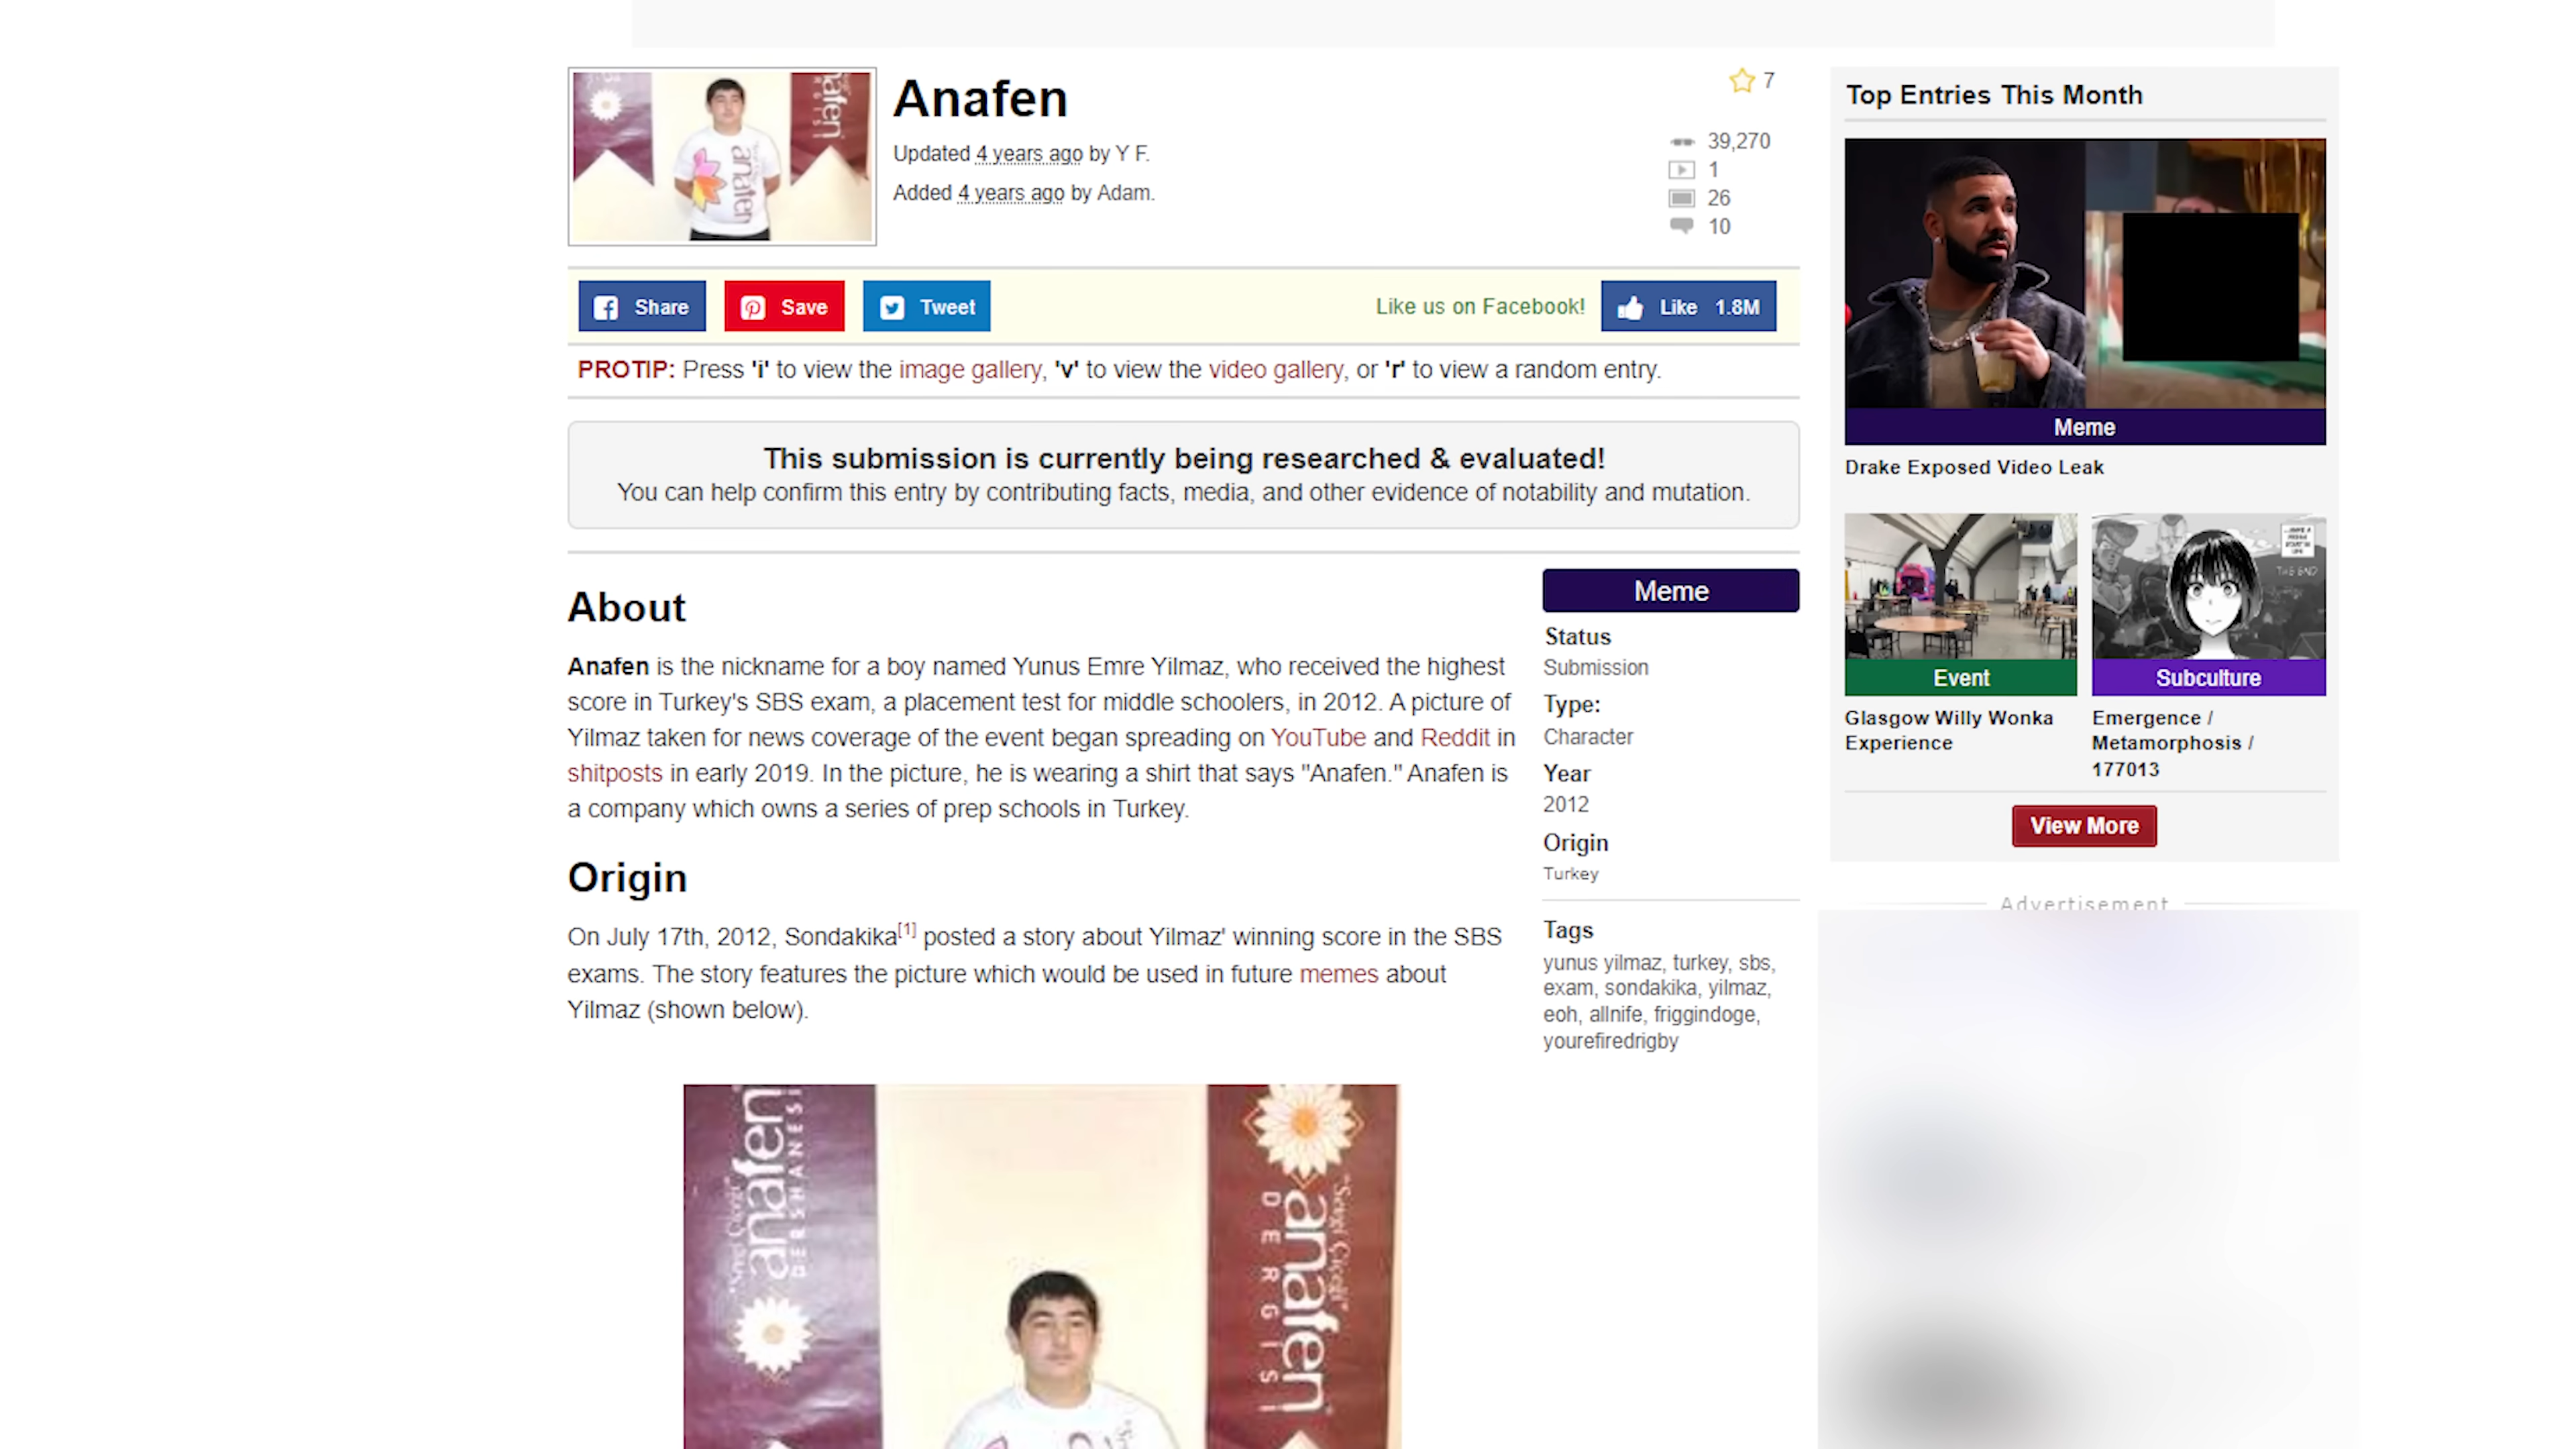 Anafen
Updated 4 years ago by Y F.
Added 4 years ago by Adam.
7
39,270
1
26
10
Share
Save
Tweet
Like us on Facebook!
Like 1.8M
PROTIP: Press 'i' to view the image gallery, 'v' to view the video gallery, or 'r' to view a random entry.
This submission is currently being researched & evaluated!
You can help confirm this entry by contributing facts, media, and other evidence of notability and mutation.
About
Anafen is the nickname for a boy named Yunus Emre Yilmaz, who received the highest
score in Turkey's SBS exam, a placement test for middle schoolers, in 2012. A picture of
Yilmaz taken for news coverage of the event began spreading on YouTube and Reddit in
shitposts in early 2019. In the picture, he is wearing a shirt that says "Anafen." Anafen is
a company which owns a series of prep schools in Turkey.
Origin
On July 17th, 2012, Sondakika[1] posted a story about Yilmaz' winning score in the SBS
exams. The story features the picture which would be used in future memes about
Yilmaz (shown below).
anafen
anafen
"Sevgi Çiçeği"
anafen
DERSHANESİ
"Sevgi Çiçeği"
anafen
DERGİSİ
Meme
Status
Submission
Type:
Character
Year
2012
Origin
Turkey
Tags
yunus yilmaz, turkey, sbs,
exam, sondakika, yilmaz,
eoh, allnife, friggindoge,
yourefiredrigby
Top Entries This Month
Meme
Drake Exposed Video Leak
Event
Glasgow Willy Wonka
Experience
THE END
Subculture
Emergence /
Metamorphosis /
177013
View More
Advertisement